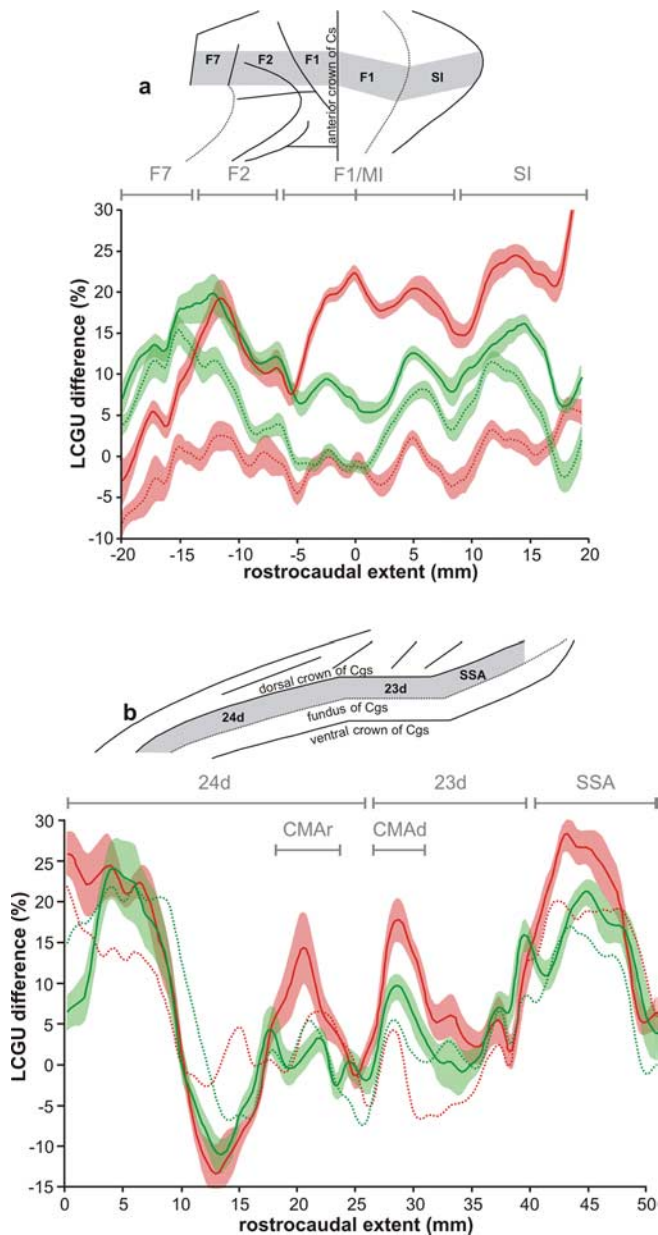 a
F7 F2 F1 anterior crown of Cs F1 SI
F7 F2 F1/MI SI
LCGU difference (%)
30
25
20
15
10
5
0
-5
-10
-20 -15 -10 -5 0 5 10 15 20
rostrocaudal extent (mm)
b
dorsal crown of Cgs
SSA
23d
24d
fundus of Cgs
ventral crown of Cgs
24d 23d SSA
CMAr CMAd
LCGU difference (%)
30
25
20
15
10
5
0
-5
-10
-15
0 5 10 15 20 25 30 35 40 45 50
rostrocaudal extent (mm)